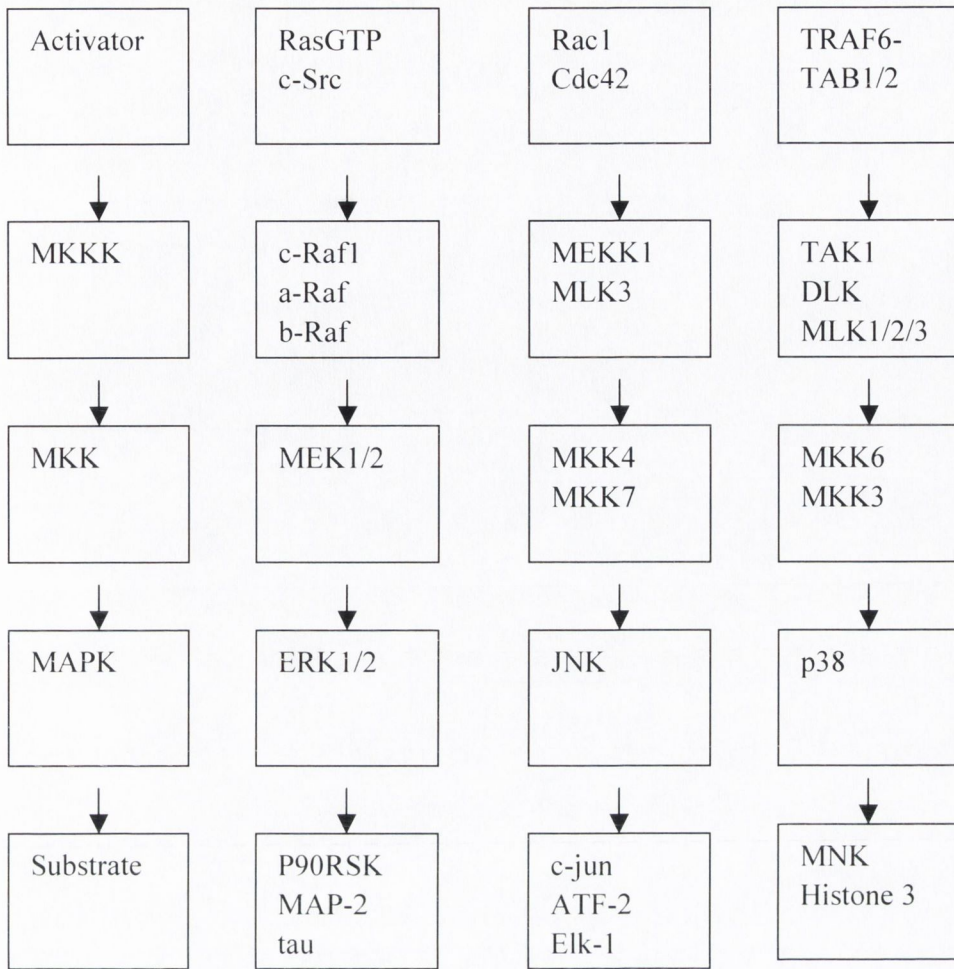 Activator
RasGTP
c-Src
Rac1
Cdc42
TRAF6-
TAB1/2
MKKK
c-Raf1
a-Raf
b-Raf
MEKK1
MLK3
TAK1
DLK
MLK1/2/3
MKK
MEK1/2
MKK4
MKK7
MKK6
MKK3
MAPK
ERK1/2
JNK
p38
Substrate
P90RSK
MAP-2
tau
c-jun
ATF-2
Elk-1
MNK
Histone 3